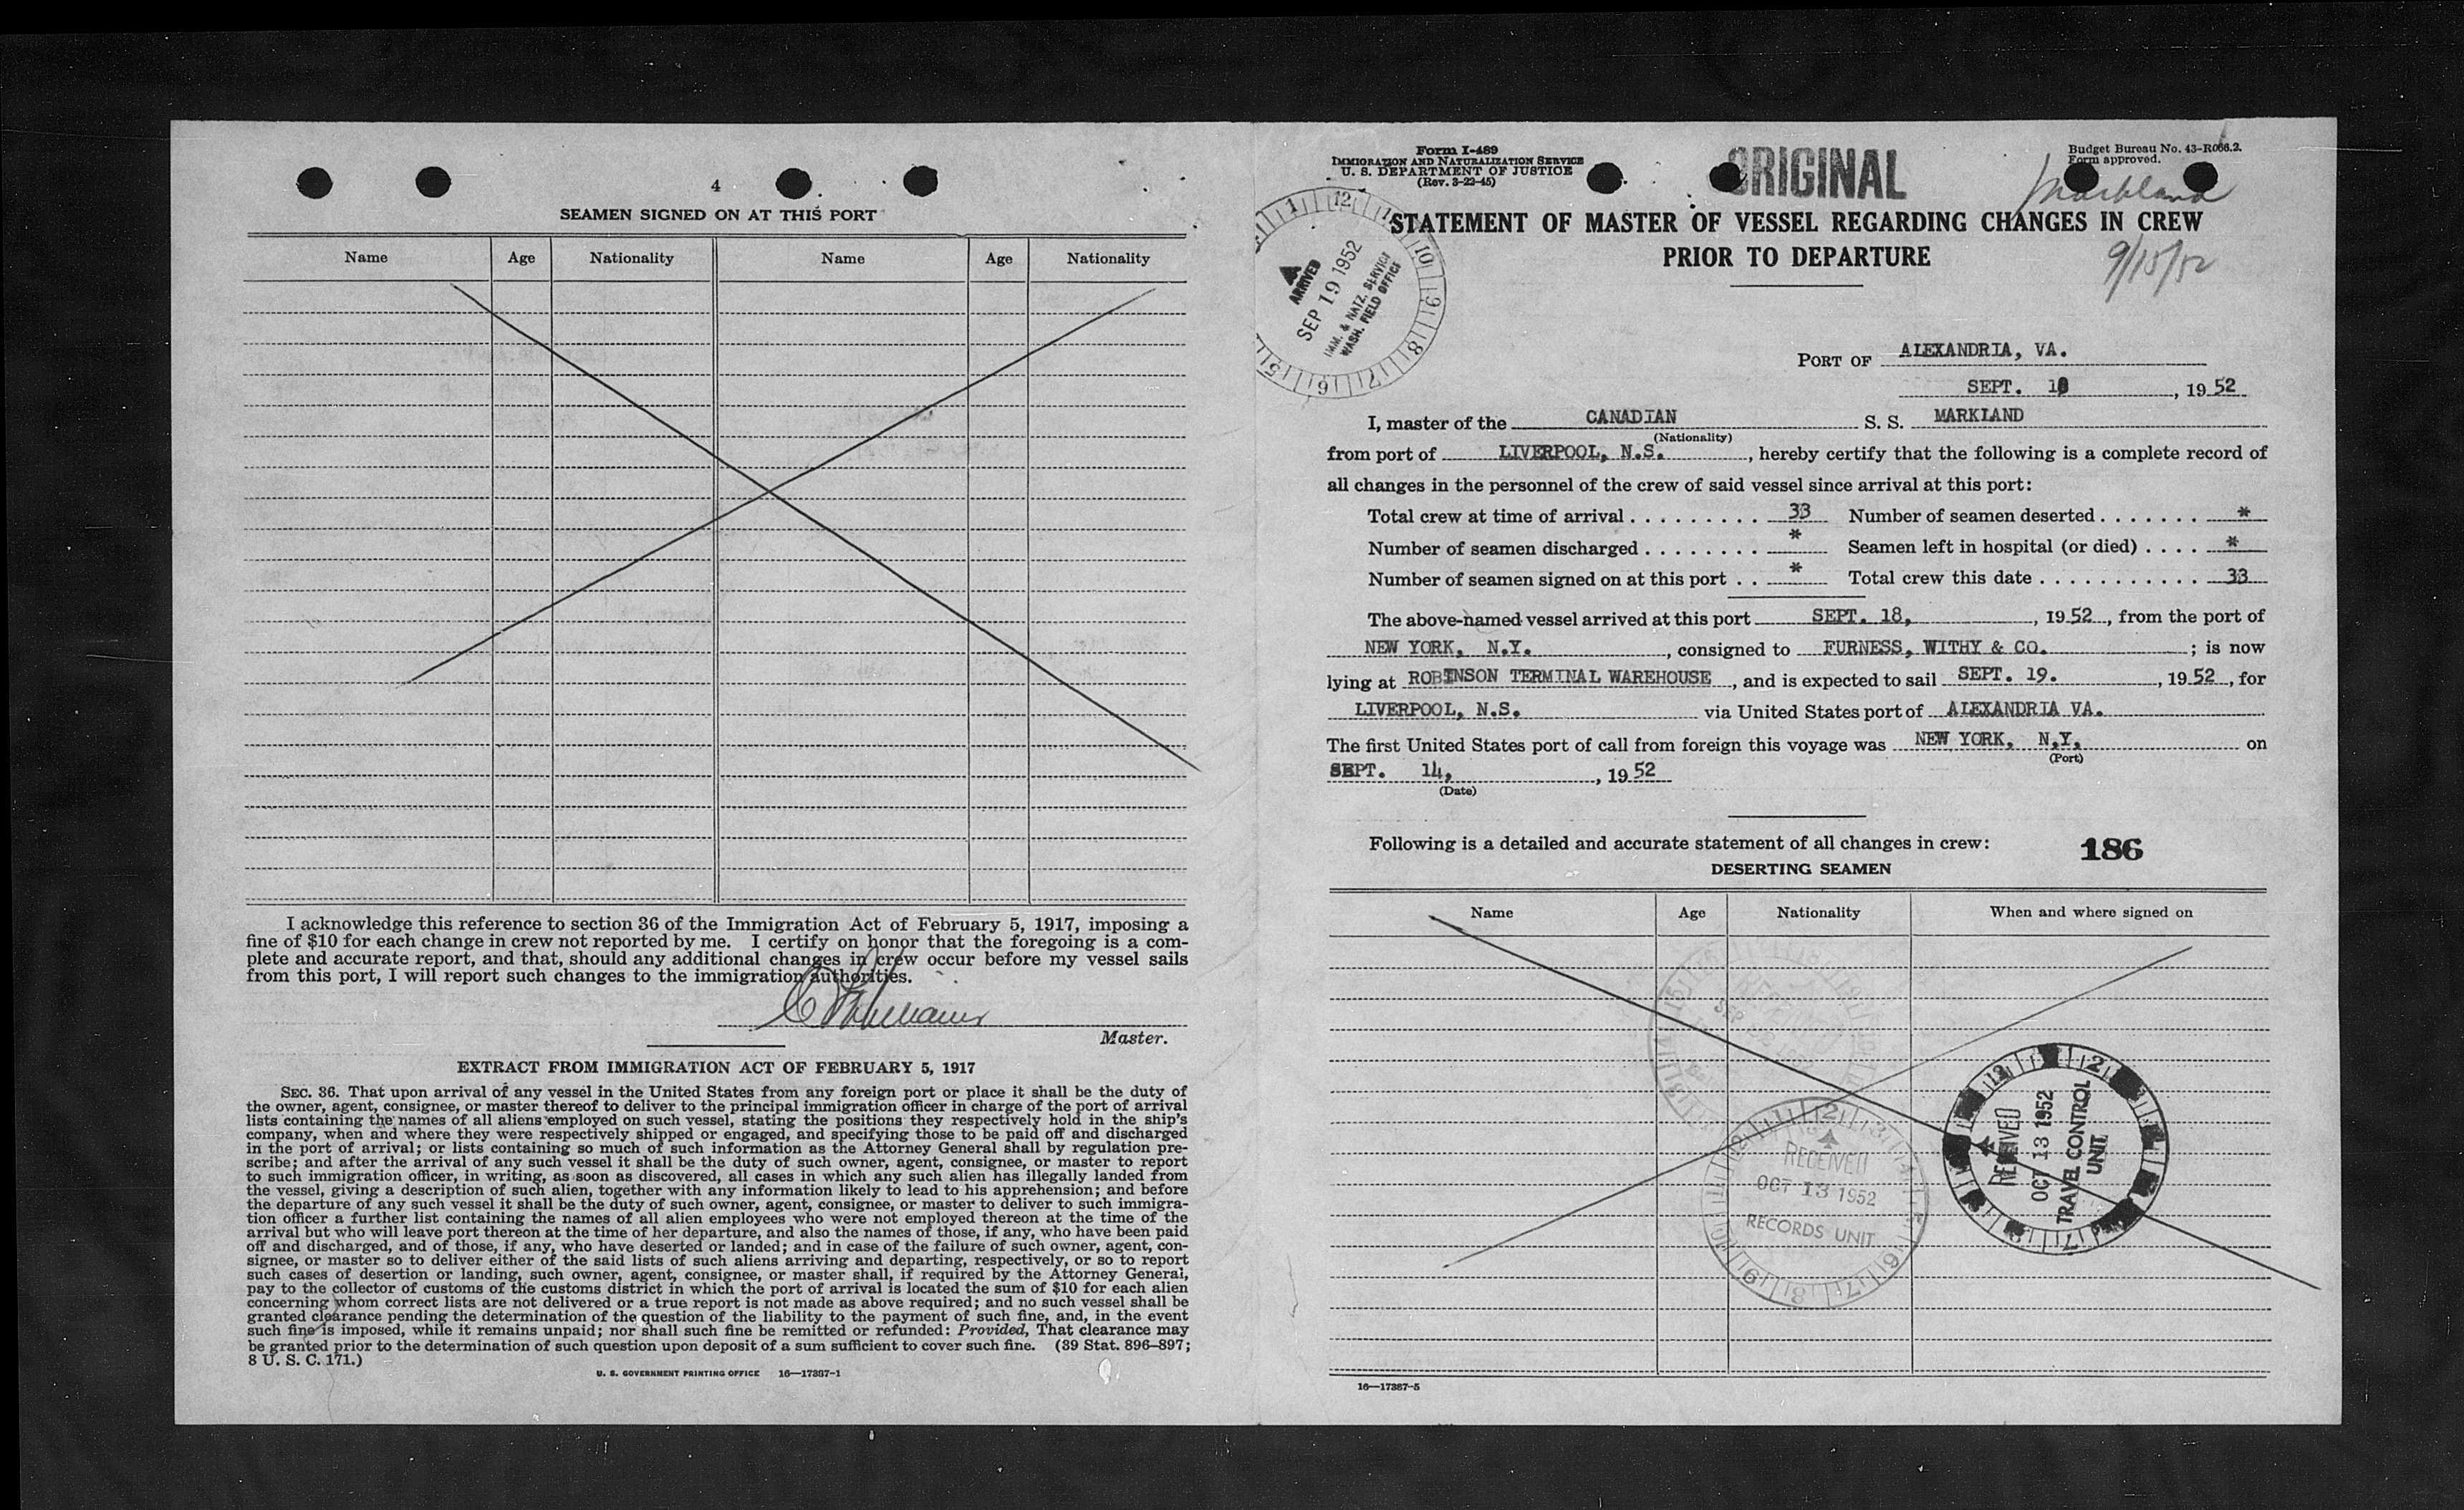 4
SEAMEN SIGNED ON AT THIS PORT
Name Age Nationality Name Age Nationality
I acknowledge this reference to section 36 of the Immigration Act of February 5, 1917, imposing a
fine of $10 for each change in crew not reported by me. I certify on honor that the foregoing is a com-
plete and accurate report, and that, should any additional changes in crew occur before my vessel sails
from this port, I will report such changes to the immigration authorities.
Master.
EXTRACT FROM IMMIGRATION ACT OF FEBRUARY 5, 1917
SEC. 36. That upon arrival of any vessel in the United States from any foreign port or place it shall be the duty of
the owner, agent, consignee, or master thereof to deliver to the principal immigration officer in charge of the port of arrival
lists containing the names of all aliens employed on such vessel, stating the positions they respectively hold in the ship's
company, when and where they were respectively shipped or engaged, and specifying those to be paid off and discharged
in the port of arrival; or lists containing so much of such information as the Attorney General shall by regulation pre-
scribe; and after the arrival of any such vessel it shall be the duty of such owner, agent, consignee, or master to report
to such immigration officer, in writing, as soon as discovered, all cases in which any such alien has illegally landed from
the vessel, giving a description of such alien, together with any information likely to lead to his apprehension; and before
the departure of any such vessel it shall be the duty of such owner, agent, consignee, or master to deliver to such immigra-
tion officer a further list containing the names of all alien employees who were not employed thereon at the time of the
arrival but who will leave port thereon at the time of her departure, and also the names of those, if any, who have been paid
off and discharged, and of those, if any, who have deserted or landed; and in case of the failure of such owner, agent, con-
signee, or master so to deliver either of the said lists of such aliens arriving and departing, respectively, or so to report
such cases of desertion or landing, such owner, agent, consignee, or master shall, if required by the Attorney General,
pay to the collector of customs of the customs district in which the port of arrival is located the sum of $10 for each alien
concerning whom correct lists are not delivered or a true report is not made as above required; and no such vessel shall be
granted clearance pending the determination of the question of the liability to the payment of such fine, and, in the event
such fine is imposed, while it remains unpaid; nor shall such fine be remitted or refunded: Provided, That clearance may
be granted prior to the determination of such question upon deposit of a sum sufficient to cover such fine. (39 Stat. 896–897;
8 U. S. C. 171.)
U. S. GOVERNMENT PRINTING OFFICE 16—17387-1
Form I-489
IMMIGRATION AND NATURALIZATION SERVICE
U. S. DEPARTMENT OF JUSTICE
(Rev. 3-22-45)
ORIGINAL
Budget Bureau No. 43-R066.2.
Form approved.
Markland
9/15/52
STATEMENT OF MASTER OF VESSEL REGARDING CHANGES IN CREW
PRIOR TO DEPARTURE
ARRIVED
SEP 19 1952
IMM. & NATZ. SERVICE
WASH. FIELD OFFICE
PORT OF ALEXANDRIA, VA.
SEPT. 18, 19 52
I, master of the CANADIAN S. S. MARKLAND
(Nationality)
from port of LIVERPOOL, N.S., hereby certify that the following is a complete record of
all changes in the personnel of the crew of said vessel since arrival at this port:
Total crew at time of arrival 33 Number of seamen deserted *
Number of seamen discharged * Seamen left in hospital (or died) *
Number of seamen signed on at this port * Total crew this date 33
The above-named vessel arrived at this port SEPT. 18, , 19 52, from the port of
NEW YORK, N.Y. , consigned to FURNESS, WITHY & CO. ; is now
lying at ROBINSON TERMINAL WAREHOUSE, and is expected to sail SEPT. 19. , 19 52, for
LIVERPOOL, N.S. via United States port of ALEXANDRIA VA.
The first United States port of call from foreign this voyage was NEW YORK, N.Y. on
(Port)
SEPT. 14, , 19 52
(Date)
Following is a detailed and accurate statement of all changes in crew: 186
DESERTING SEAMEN
Name Age Nationality When and where signed on
RECEIVED
OCT 13 1952
TRAVEL CONTROL
UNIT
RECEIVED
OCT 13 1952
RECORDS UNIT
16—17387-5